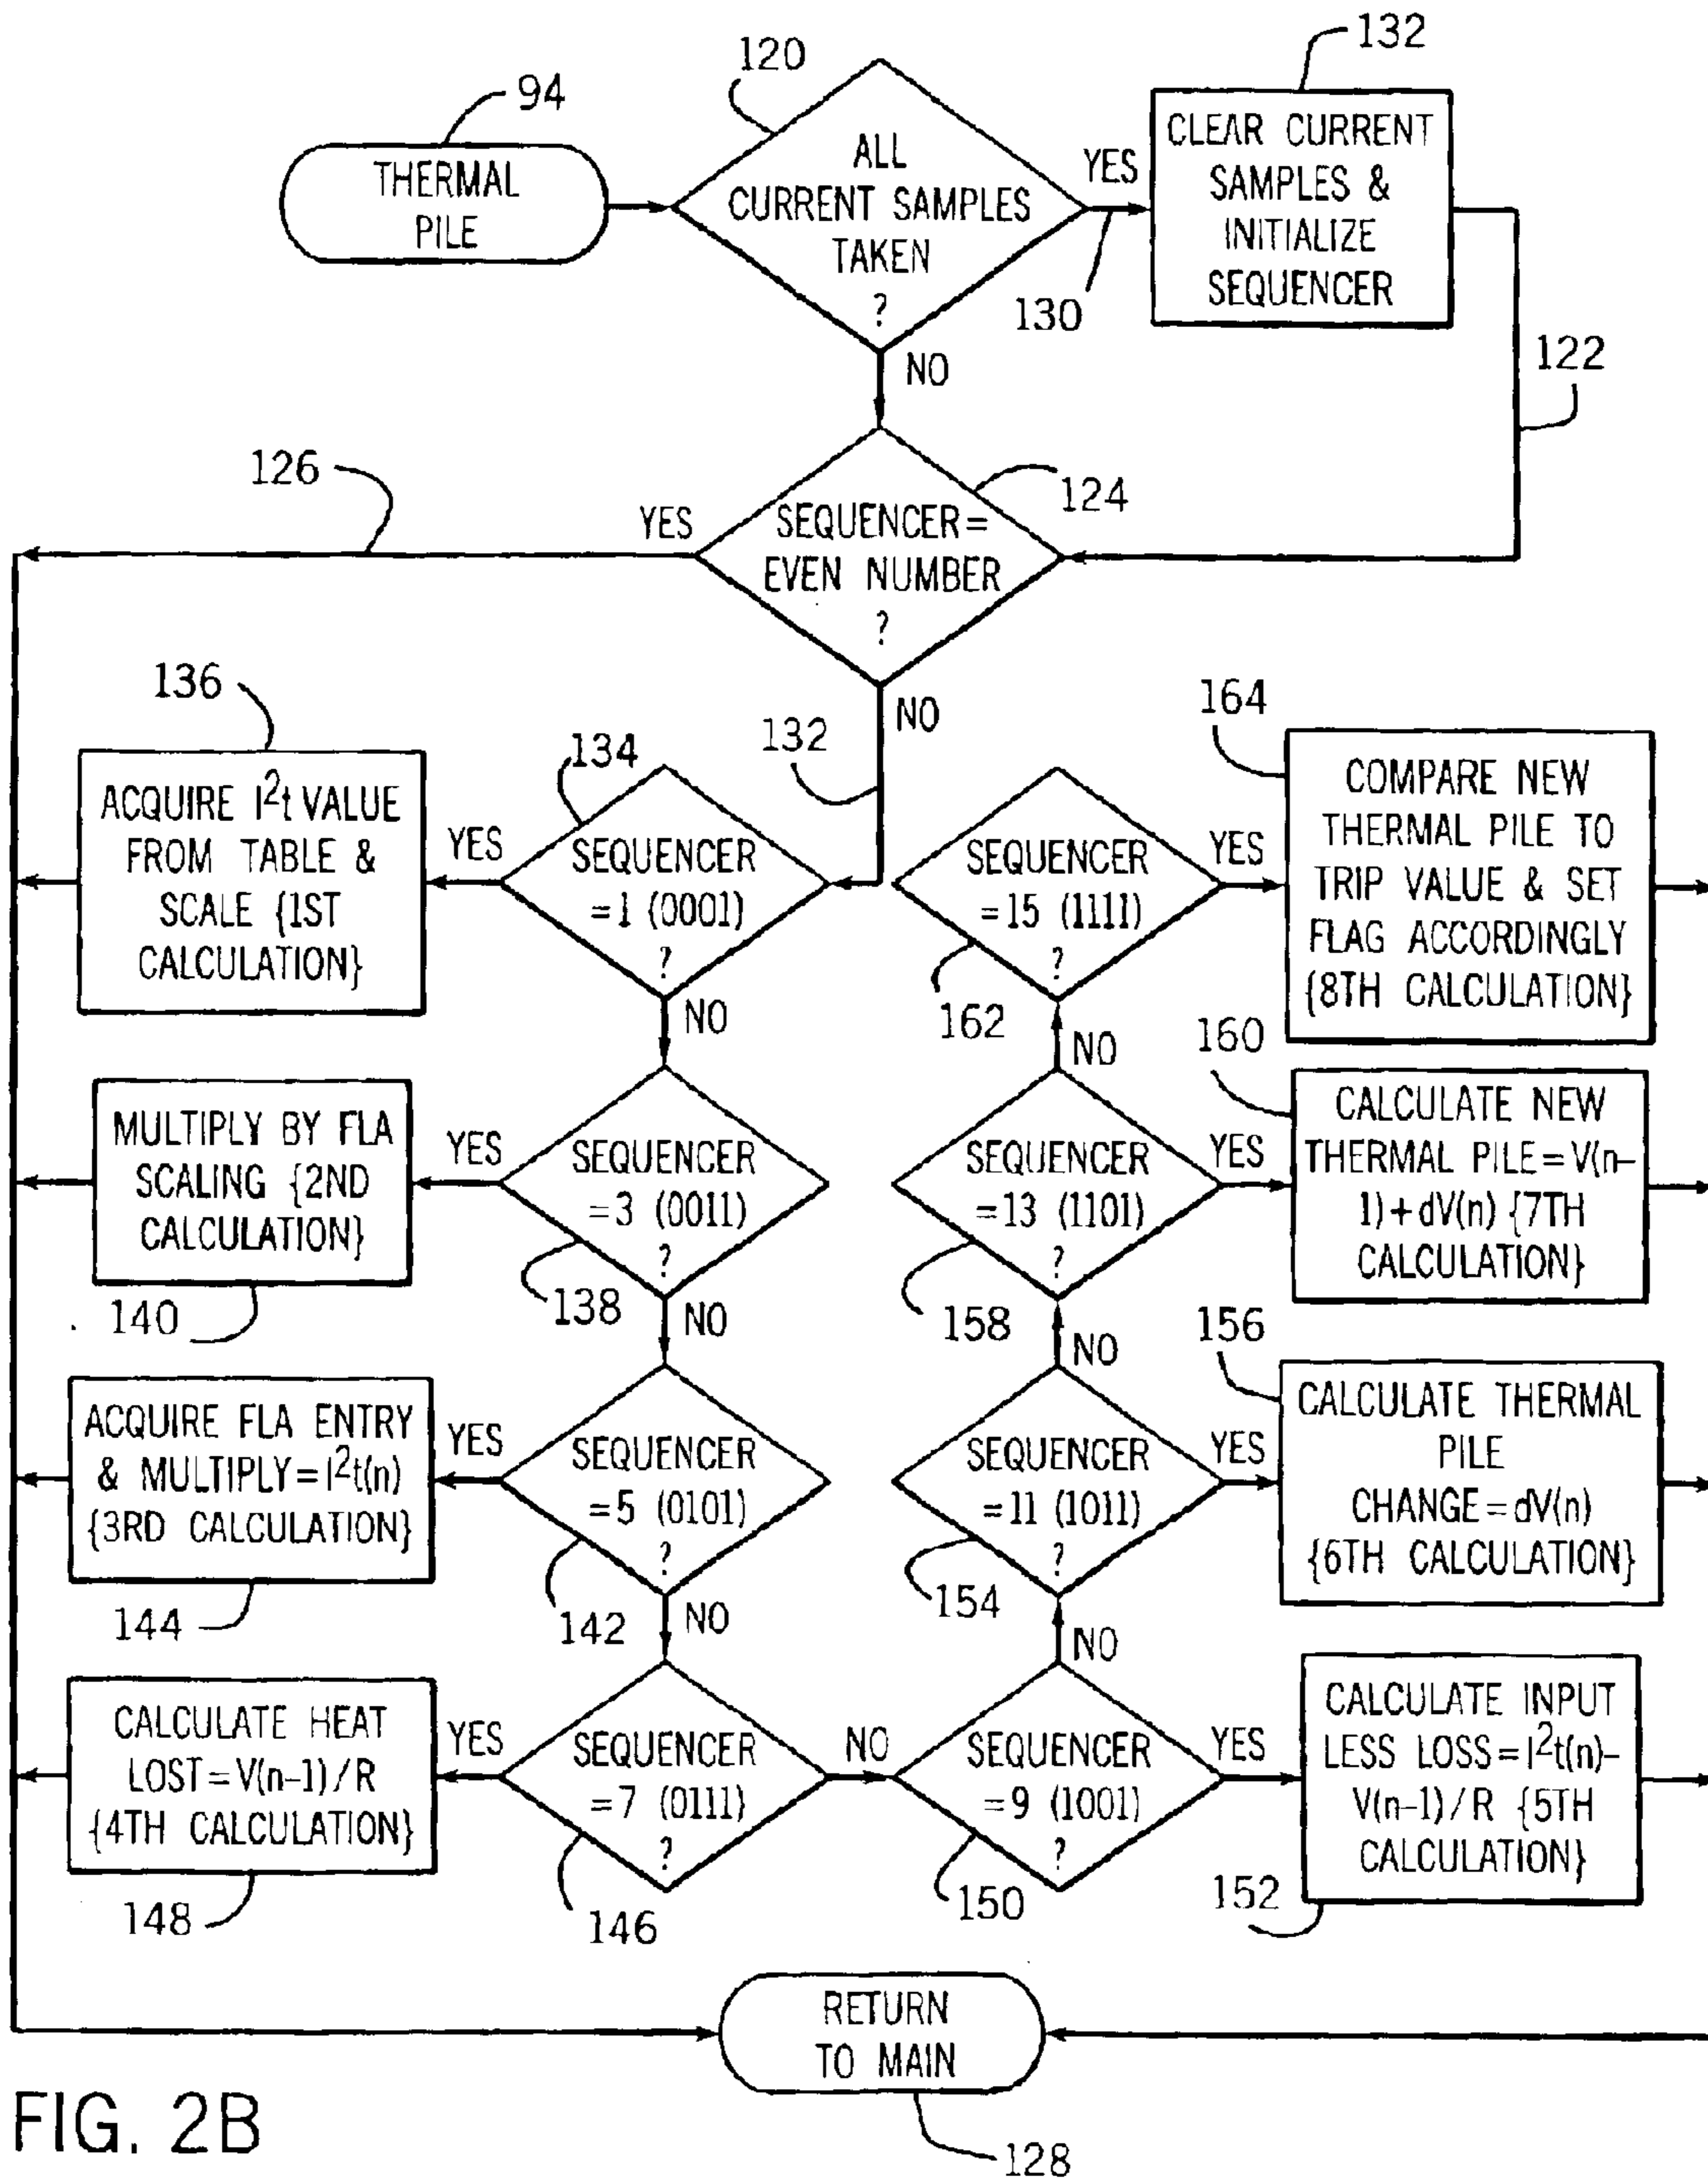 132
120
94
THERMAL
PILE
ALL
CURRENT SAMPLES
TAKEN
?
YES
130
CLEAR CURRENT
SAMPLES &
INITIALIZE
SEQUENCER
NO
122
126
124
YES
SEQUENCER=
EVEN NUMBER
?
NO
132
136
ACQUIRE I²t VALUE
FROM TABLE &
SCALE {1ST
CALCULATION}
YES
134
SEQUENCER
=1 (0001)
?
NO
164
SEQUENCER
=15 (1111)
?
162
YES
COMPARE NEW
THERMAL PILE TO
TRIP VALUE & SET
FLAG ACCORDINGLY
{8TH CALCULATION}
NO
160
MULTIPLY BY FLA
SCALING {2ND
CALCULATION}
140
YES
SEQUENCER
=3 (0011)
?
138
NO
SEQUENCER
=13 (1101)
?
158
YES
CALCULATE NEW
THERMAL PILE=V(n-
1)+dV(n) {7TH
CALCULATION}
NO
156
ACQUIRE FLA ENTRY
& MULTIPLY=I²t(n)
{3RD CALCULATION}
144
YES
SEQUENCER
=5 (0101)
?
142
NO
SEQUENCER
=11 (1011)
?
154
YES
CALCULATE THERMAL
PILE
CHANGE=dV(n)
{6TH CALCULATION}
NO
CALCULATE HEAT
LOST=V(n-1)/R
{4TH CALCULATION}
148
YES
SEQUENCER
=7 (0111)
?
146
NO
SEQUENCER
=9 (1001)
?
150
YES
CALCULATE INPUT
LESS LOSS=I²t(n)-
V(n-1)/R {5TH
CALCULATION}
152
RETURN
TO MAIN
128
FIG. 2B